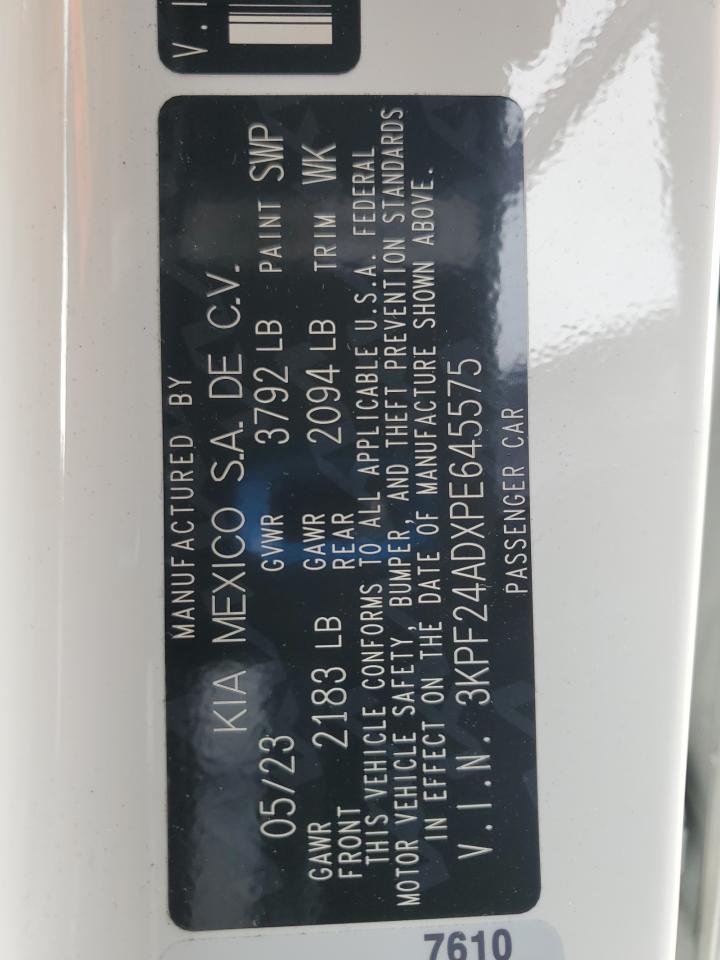 V.I
MANUFACTURED BY
KIA MEXICO S.A. DE C.V.
05/23 GVWR 3792 LB PAINT SWP
GAWR FRONT 2183 LB GAWR REAR 2094 LB TRIM WK
THIS VEHICLE CONFORMS TO ALL APPLICABLE U.S.A. FEDERAL
MOTOR VEHICLE SAFETY, BUMPER, AND THEFT PREVENTION STANDARDS
IN EFFECT ON THE DATE OF MANUFACTURE SHOWN ABOVE.
V.I.N. 3KPF24ADXPE645575
PASSENGER CAR
7610